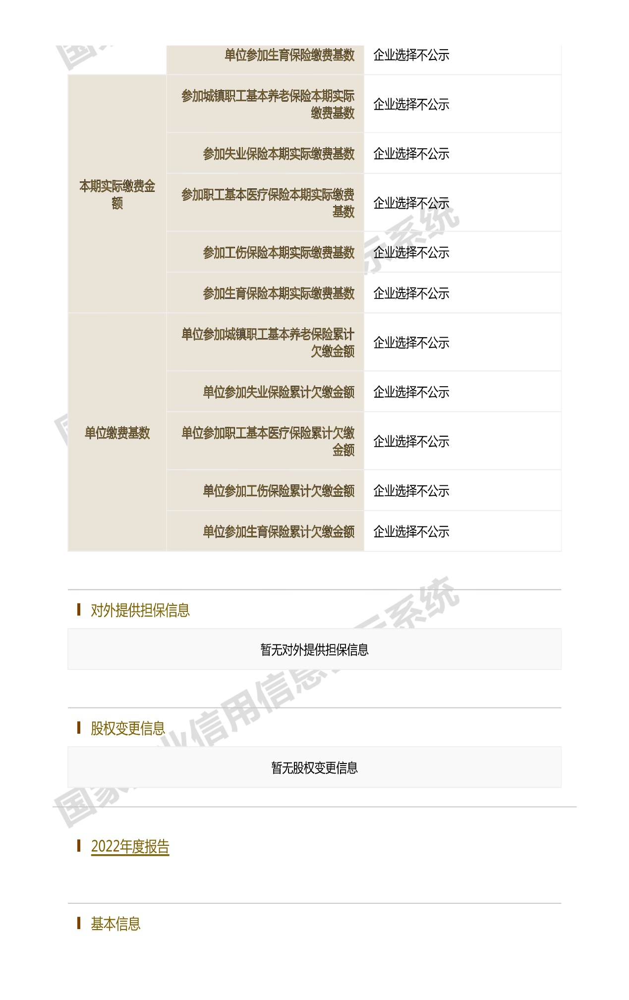 单位参加生育保险缴费基数 企业选择不公示
本期实际缴费金
额
参加城镇职工基本养老保险本期实际
缴费基数
企业选择不公示
参加失业保险本期实际缴费基数 企业选择不公示
参加职工基本医疗保险本期实际缴费
基数
企业选择不公示
参加工伤保险本期实际缴费基数 企业选择不公示
参加生育保险本期实际缴费基数 企业选择不公示
单位缴费基数
单位参加城镇职工基本养老保险累计
欠缴金额
企业选择不公示
单位参加失业保险累计欠缴金额 企业选择不公示
单位参加职工基本医疗保险累计欠缴
金额
企业选择不公示
单位参加工伤保险累计欠缴金额 企业选择不公示
单位参加生育保险累计欠缴金额 企业选择不公示
对外提供担保信息
暂无对外提供担保信息
股权变更信息
暂无股权变更信息
2022年度报告
基本信息